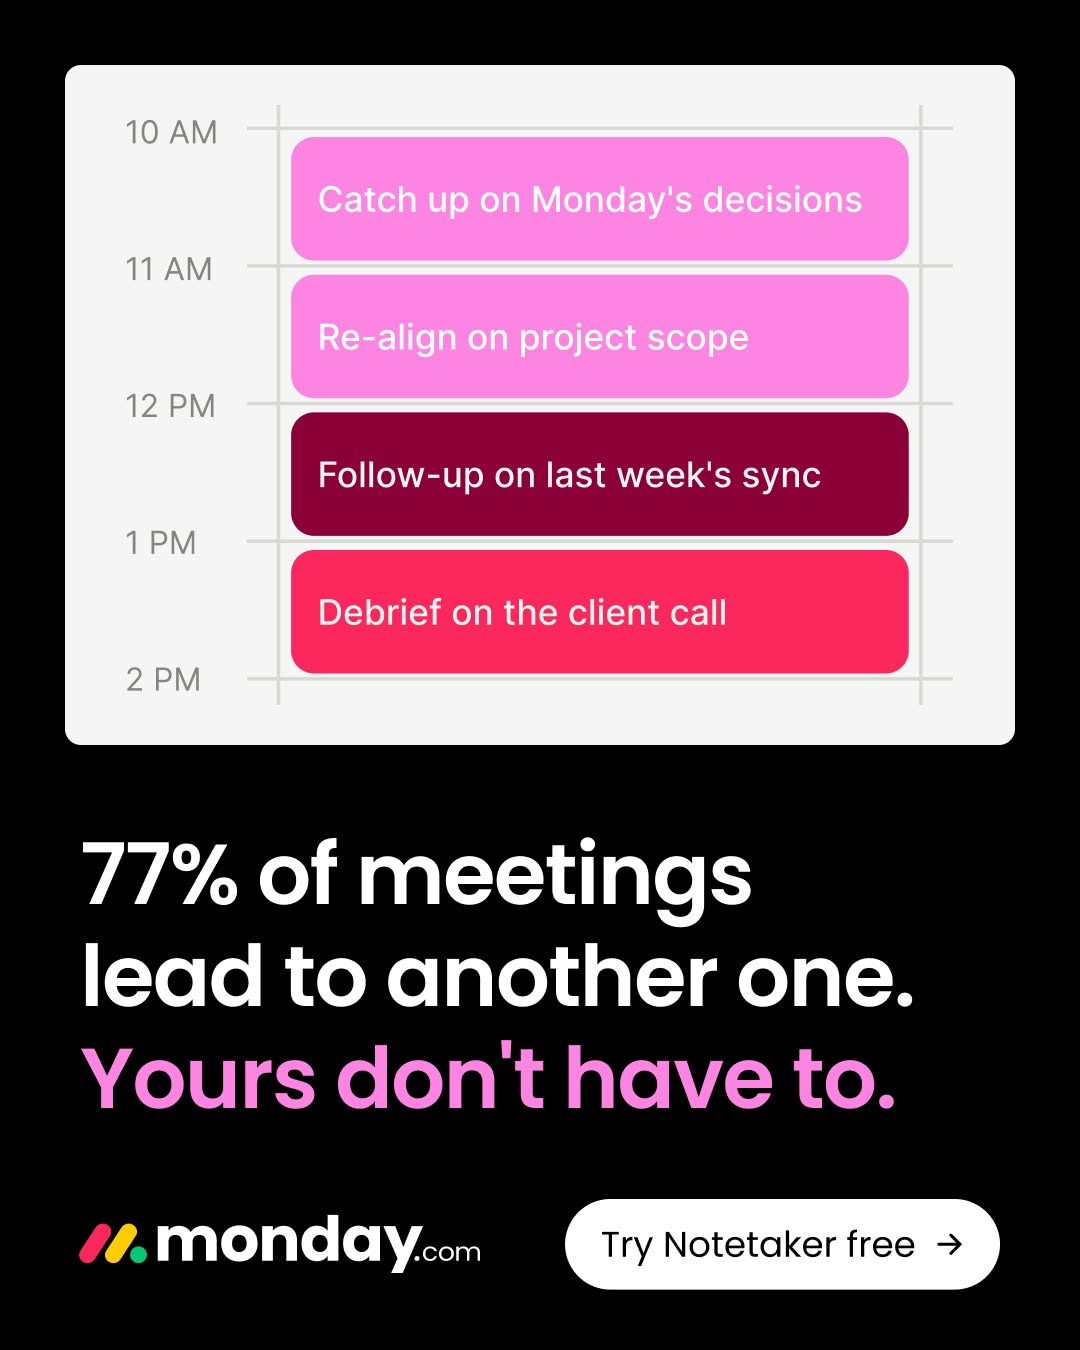 10 AM
Catch up on Monday's decisions
11 AM
Re-align on project scope
12 PM
Follow-up on last week's sync
1 PM
Debrief on the client call
2 PM
77% of meetings
lead to another one.
Yours don't have to.
monday.com
Try Notetaker free →